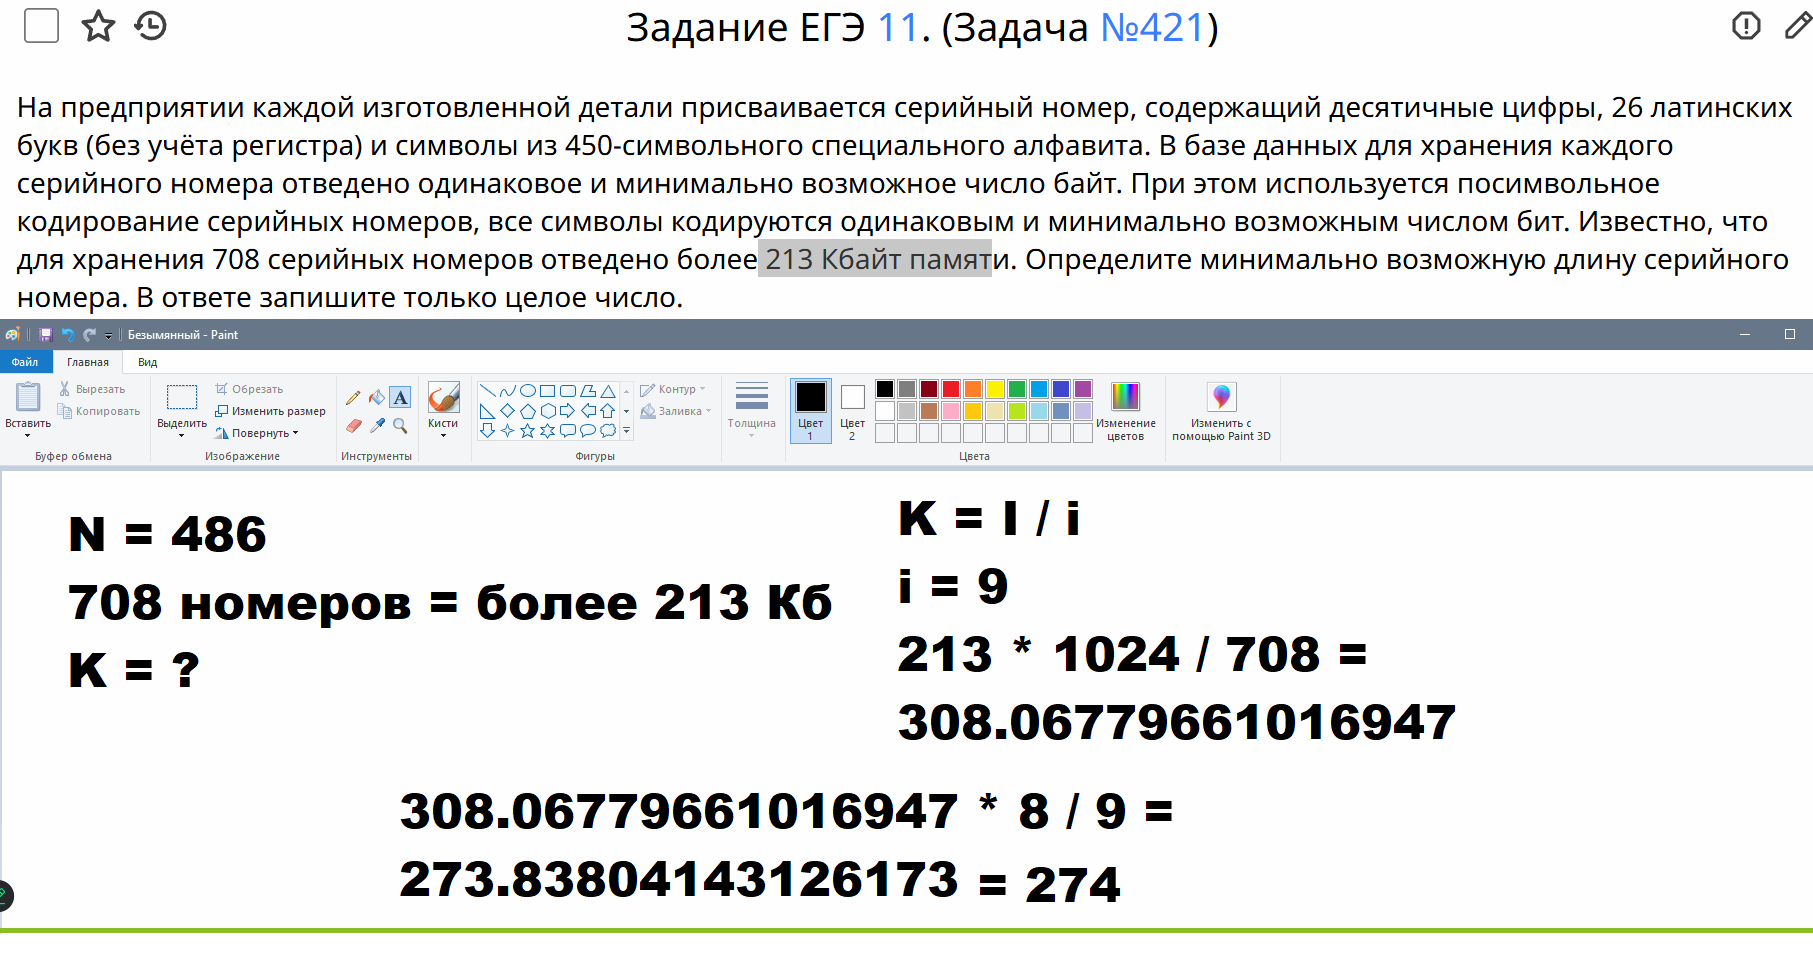 Задание ЕГЭ 11. (Задача №421)
На предприятии каждой изготовленной детали присваивается серийный номер, содержащий десятичные цифры, 26 латинских
букв (без учёта регистра) и символы из 450-символьного специального алфавита. В базе данных для хранения каждого
серийного номера отведено одинаковое и минимально возможное число байт. При этом используется посимвольное
кодирование серийных номеров, все символы кодируются одинаковым и минимально возможным числом бит. Известно, что
для хранения 708 серийных номеров отведено более 213 Кбайт памяти. Определите минимально возможную длину серийного
номера. В ответе запишите только целое число.
Безымянный - Paint
Файл Главная Вид
Вставить
Вырезать
Копировать
Буфер обмена
Выделить
Обрезать
Изменить размер
Повернуть
Изображение
A
Инструменты
Кисти
Контур
Заливка
Фигуры
Толщина
Цвет 1
Цвет 2
Изменение цветов
Цвета
Изменить с помощью Paint 3D
N = 486
708 номеров = более 213 Кб
K = ?
K = I / i
i = 9
213 * 1024 / 708 =
308.06779661016947
308.06779661016947 * 8 / 9 =
273.83804143126173 = 274